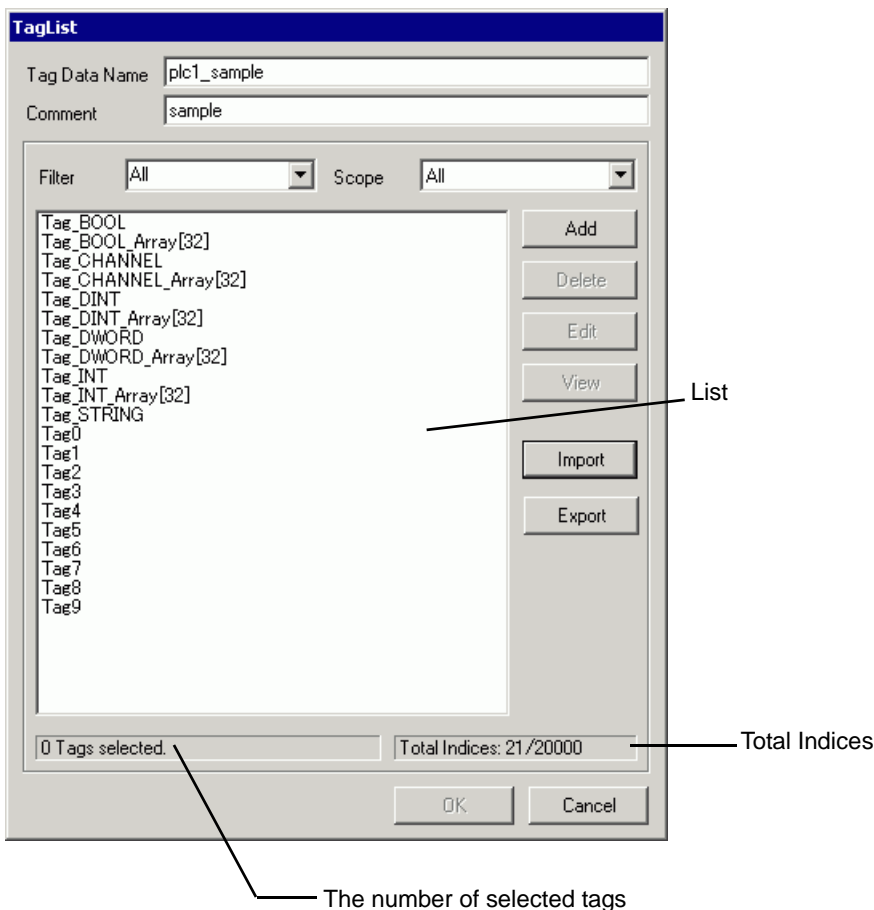 TagList
Tag Data Name plc1_sample
Comment sample
Filter All Scope All
Tag_BOOL
Tag_BOOL_Array[32]
Tag_CHANNEL
Tag_CHANNEL_Array[32]
Tag_DINT
Tag_DINT_Array[32]
Tag_DWORD
Tag_DWORD_Array[32]
Tag_INT
Tag_INT_Array[32]
Tag_STRING
Tag0
Tag1
Tag2
Tag3
Tag4
Tag5
Tag6
Tag7
Tag8
Tag9
Add
Delete
Edit
View
Import
Export
List
0 Tags selected. Total Indices: 21/20000
Total Indices
OK Cancel
The number of selected tags